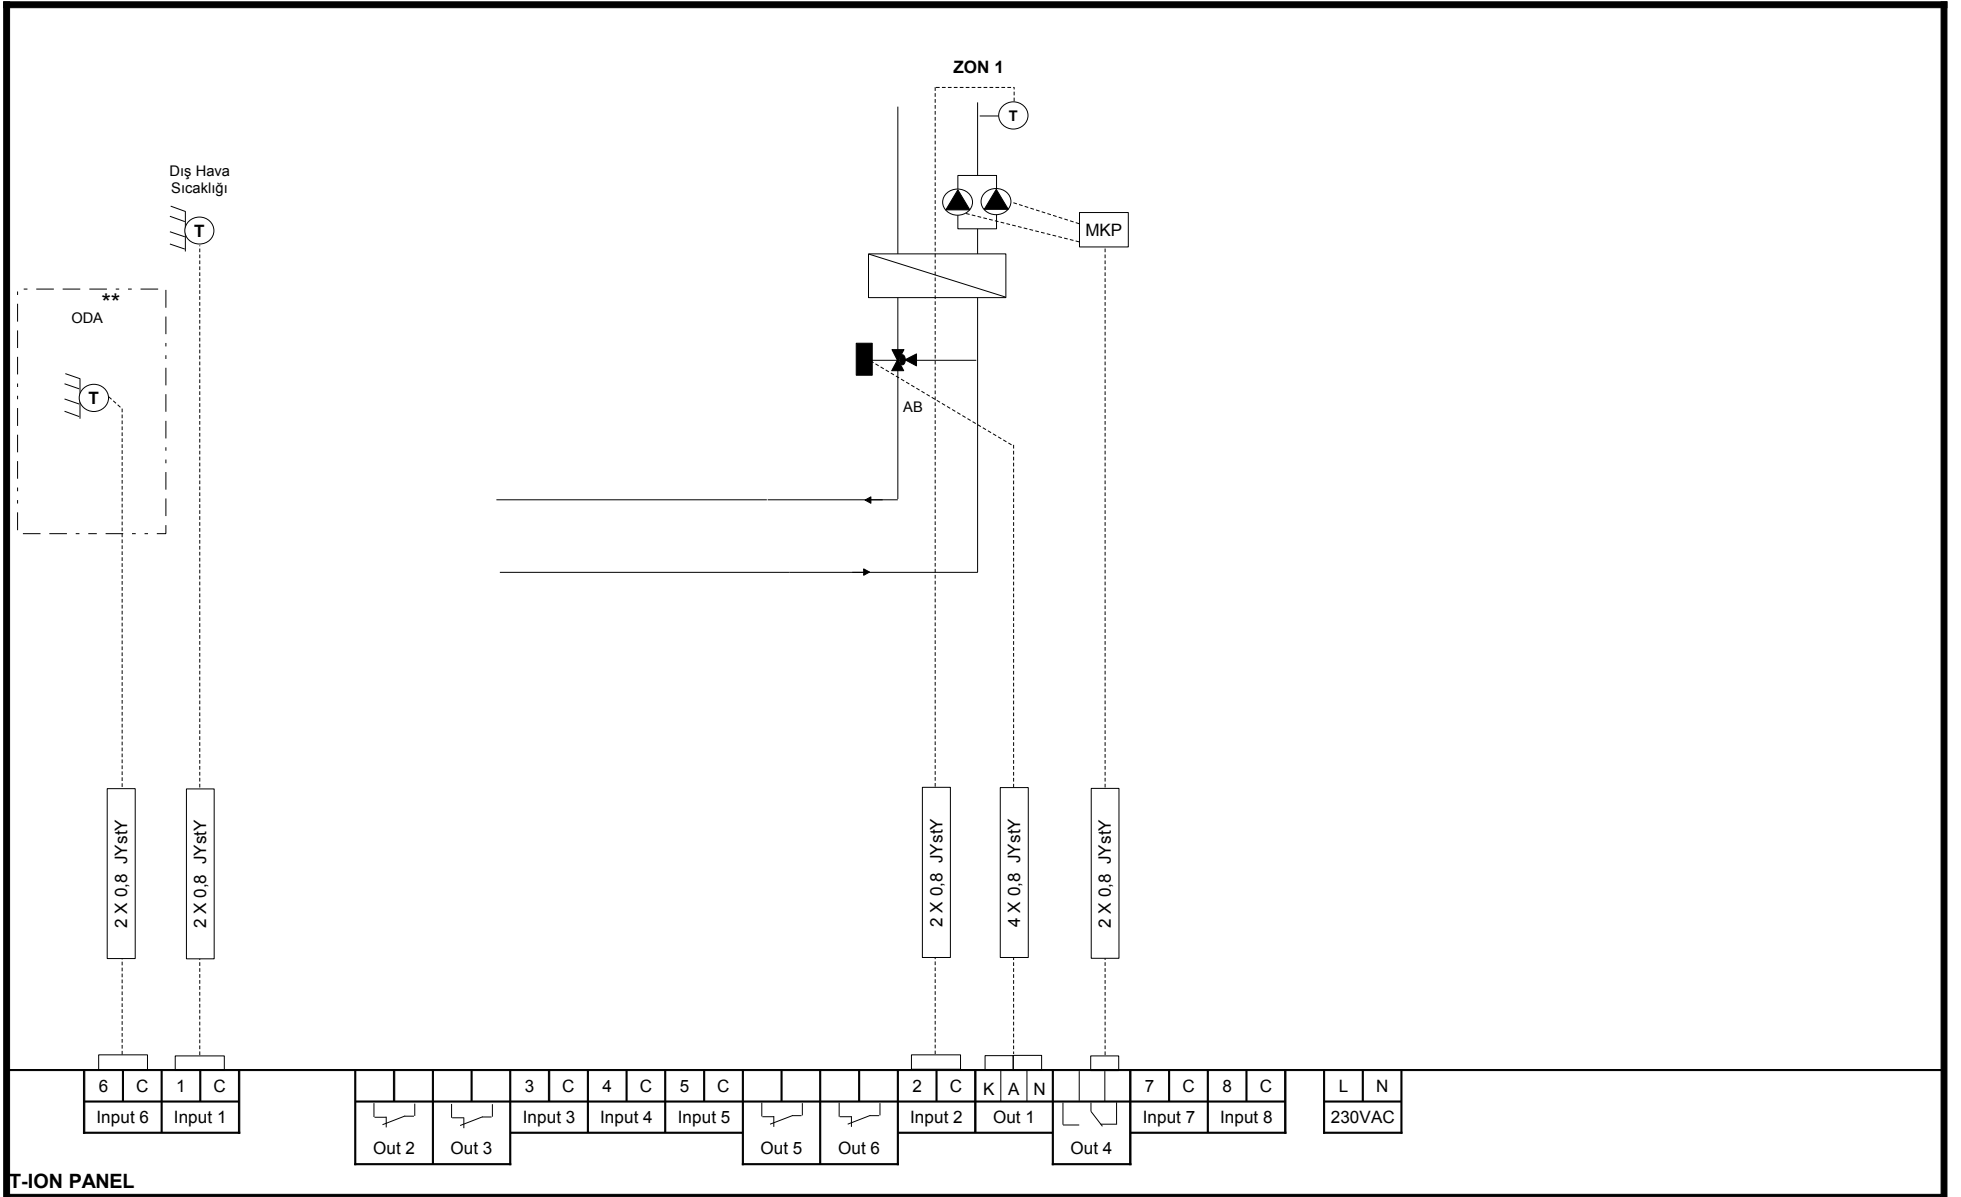 ZON 1
T
Dış Hava
Sıcaklığı
T
MKP
**
ODA
T
AB
2 X 0,8 JYstY
2 X 0,8 JYstY
2 X 0,8 JYstY
4 X 0,8 JYstY
2 X 0,8 JYstY
6 C 1 C 3 C 4 C 5 C 2 C K A N 7 C 8 C L N
Input 6 Input 1 Input 3 Input 4 Input 5 Input 2 Out 1 Input 7 Input 8 230VAC
Out 2 Out 3 Out 5 Out 6 Out 4
T-ION PANEL